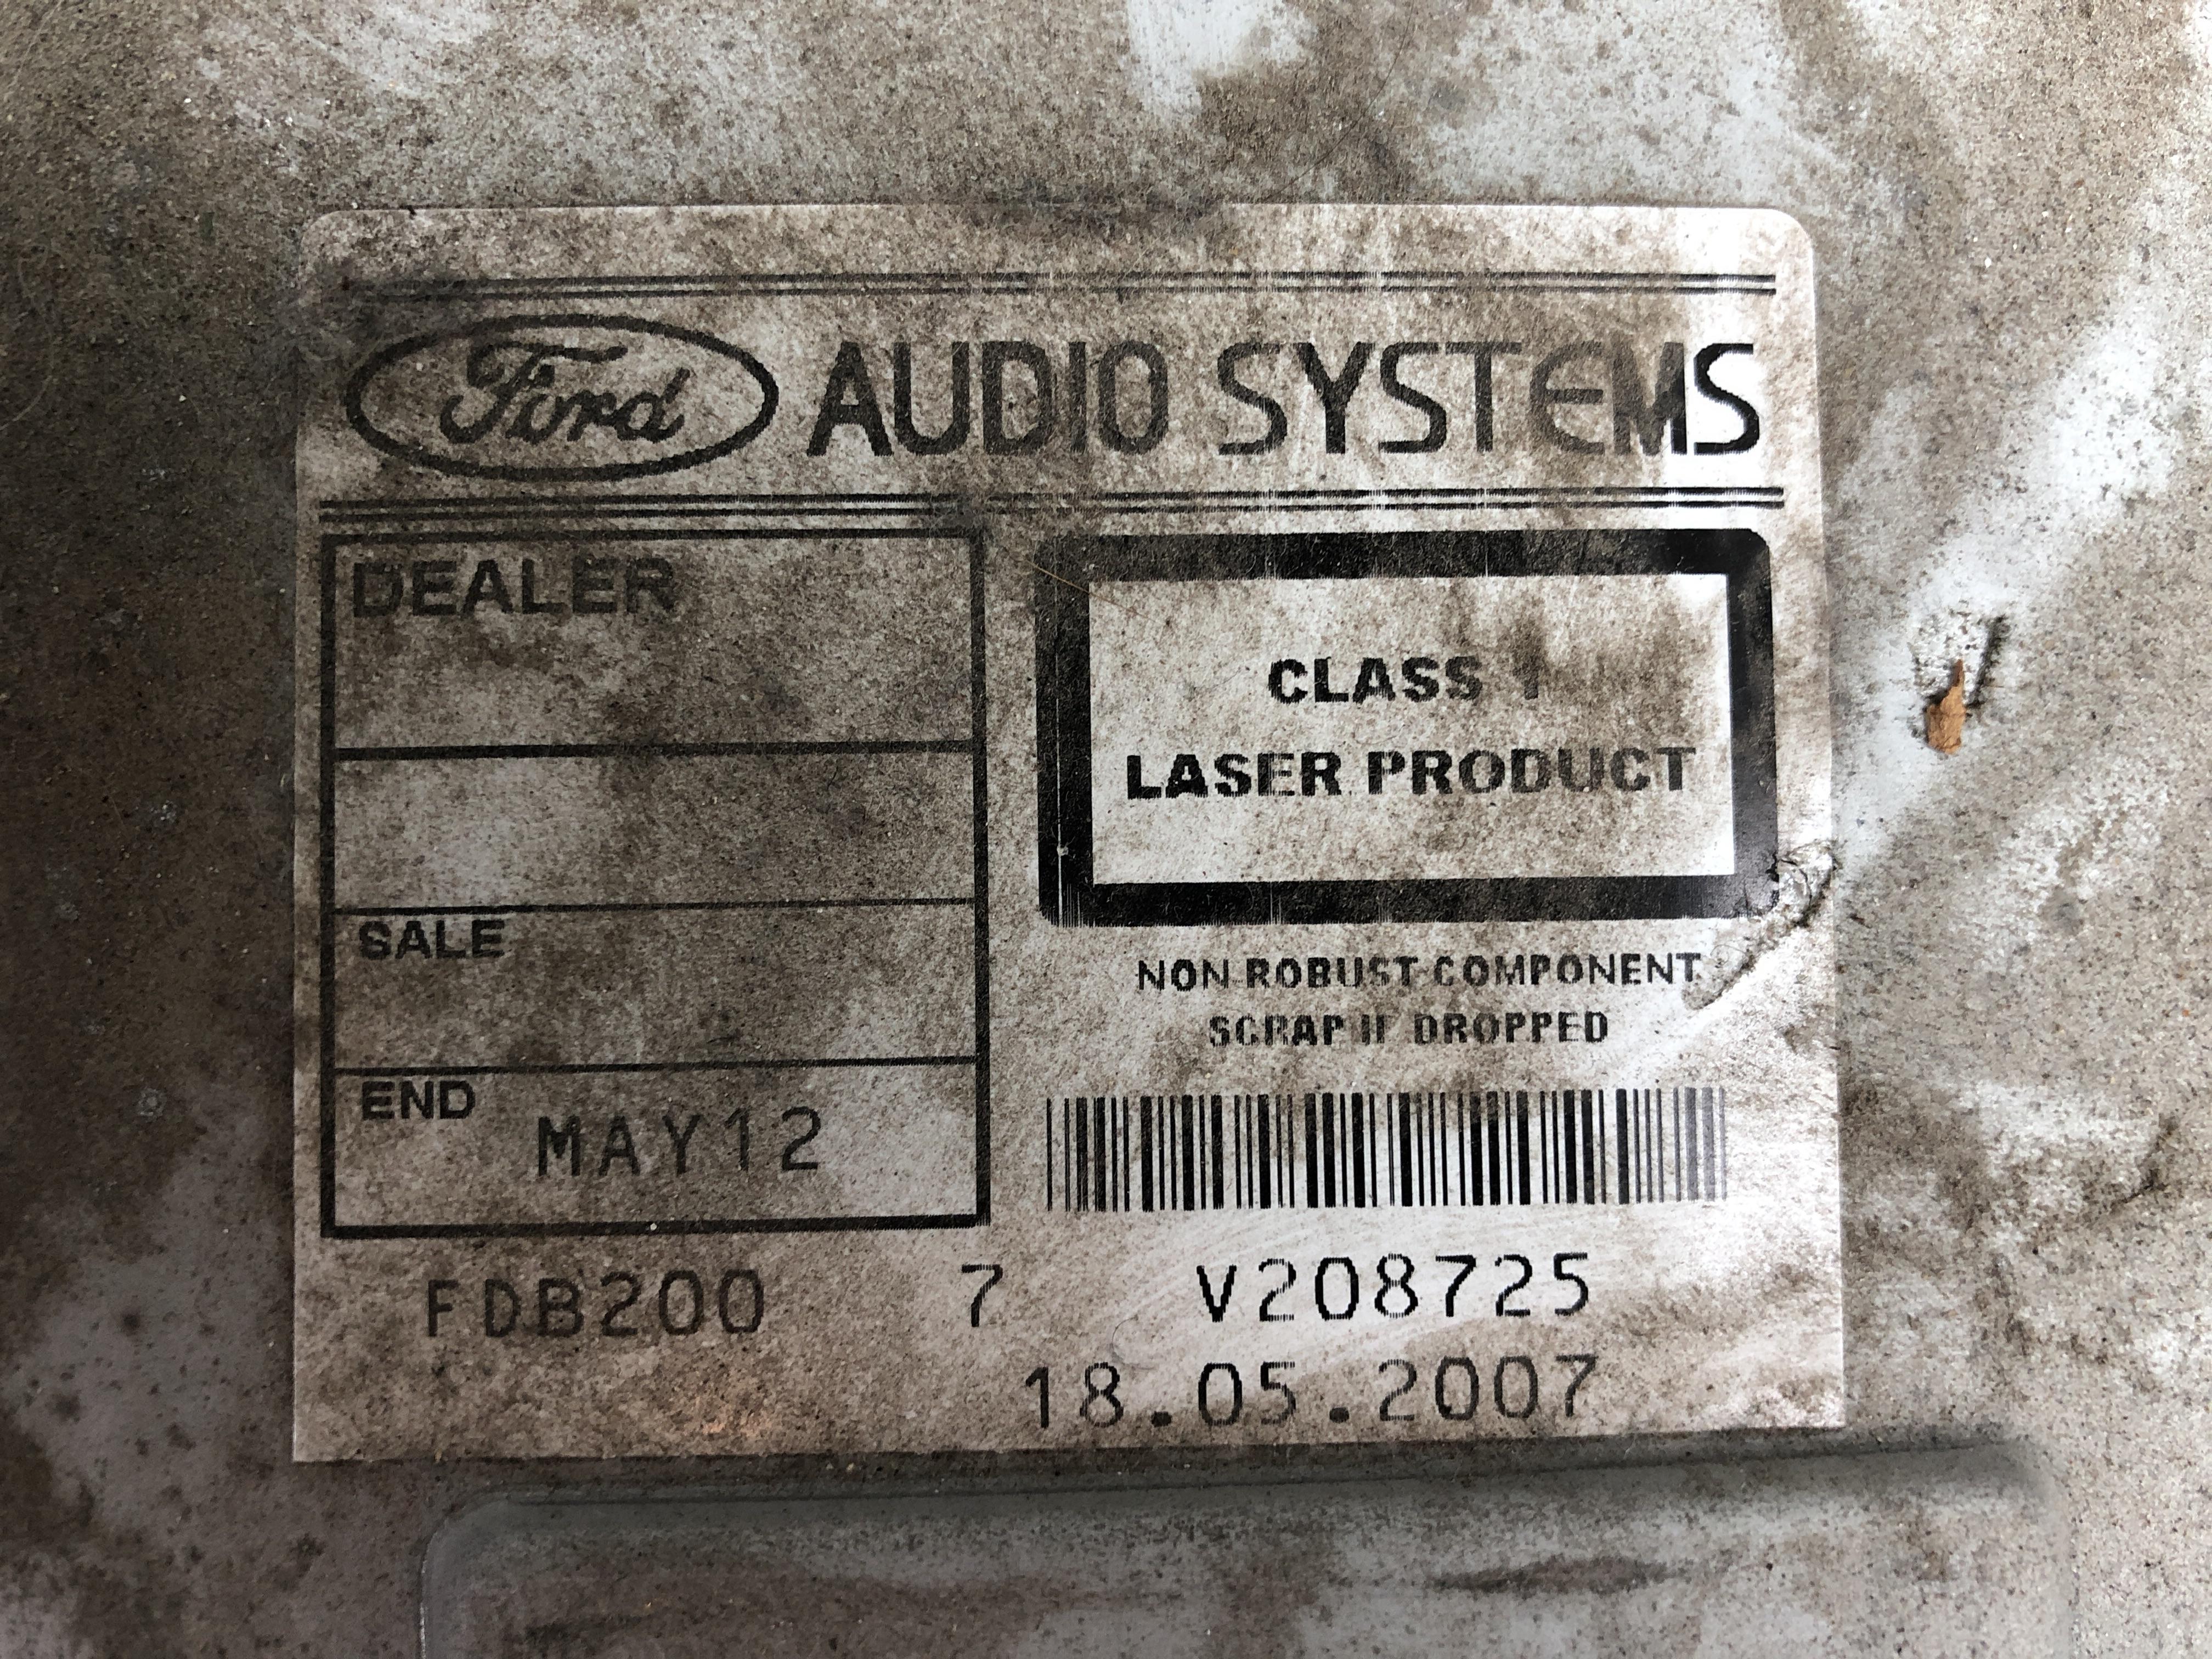 Ford AUDIO SYSTEMS
DEALER
CLASS 1
LASER PRODUCT
SALE
NON ROBUST COMPONENT
SCRAP IF DROPPED
END MAY12
FDB200 7 V208725
18.05.2007